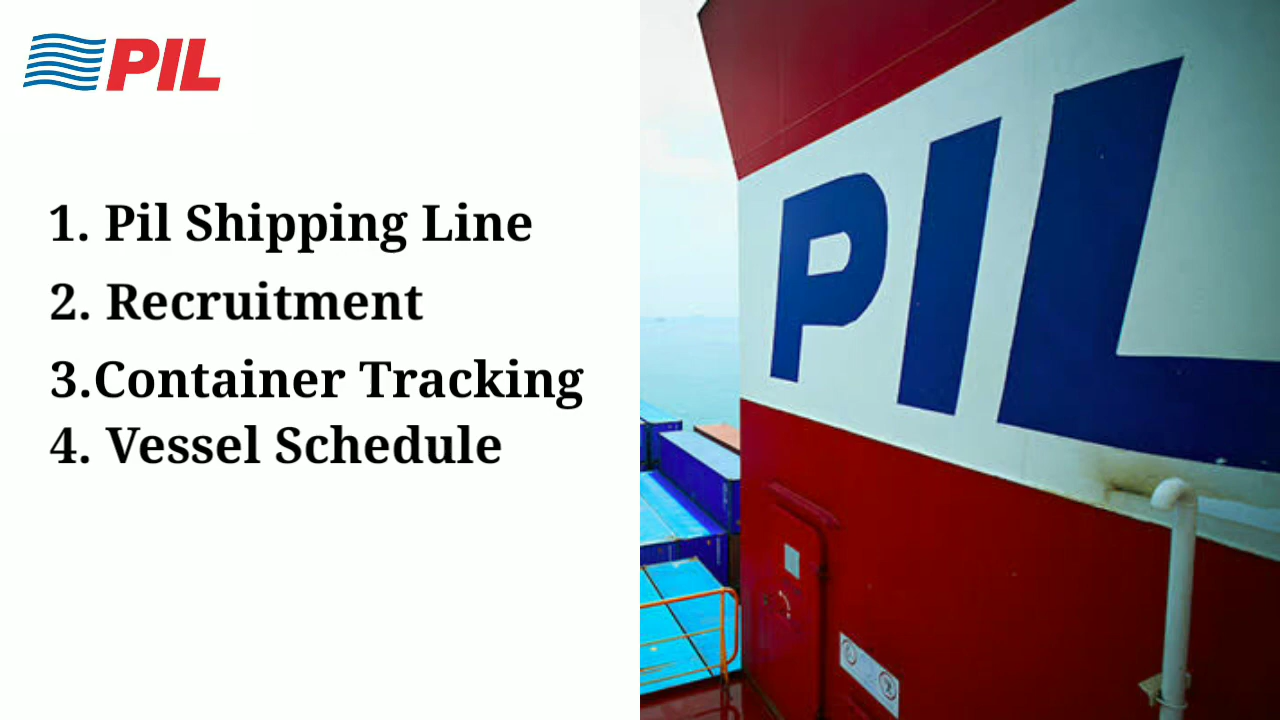 PIL
1. Pil Shipping Line
2. Recruitment
3.Container Tracking
4. Vessel Schedule
PIL